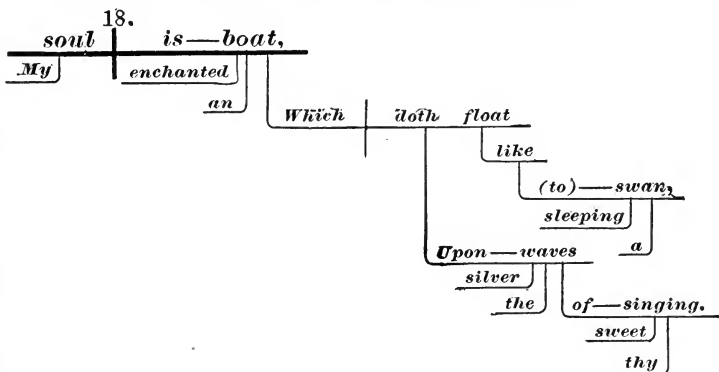 18.
soul is—boat,
My enchanted
an
Which doth float
like
(to)—swan,
sleeping
a
Upon—waves
silver
the of—singing.
sweet
thy